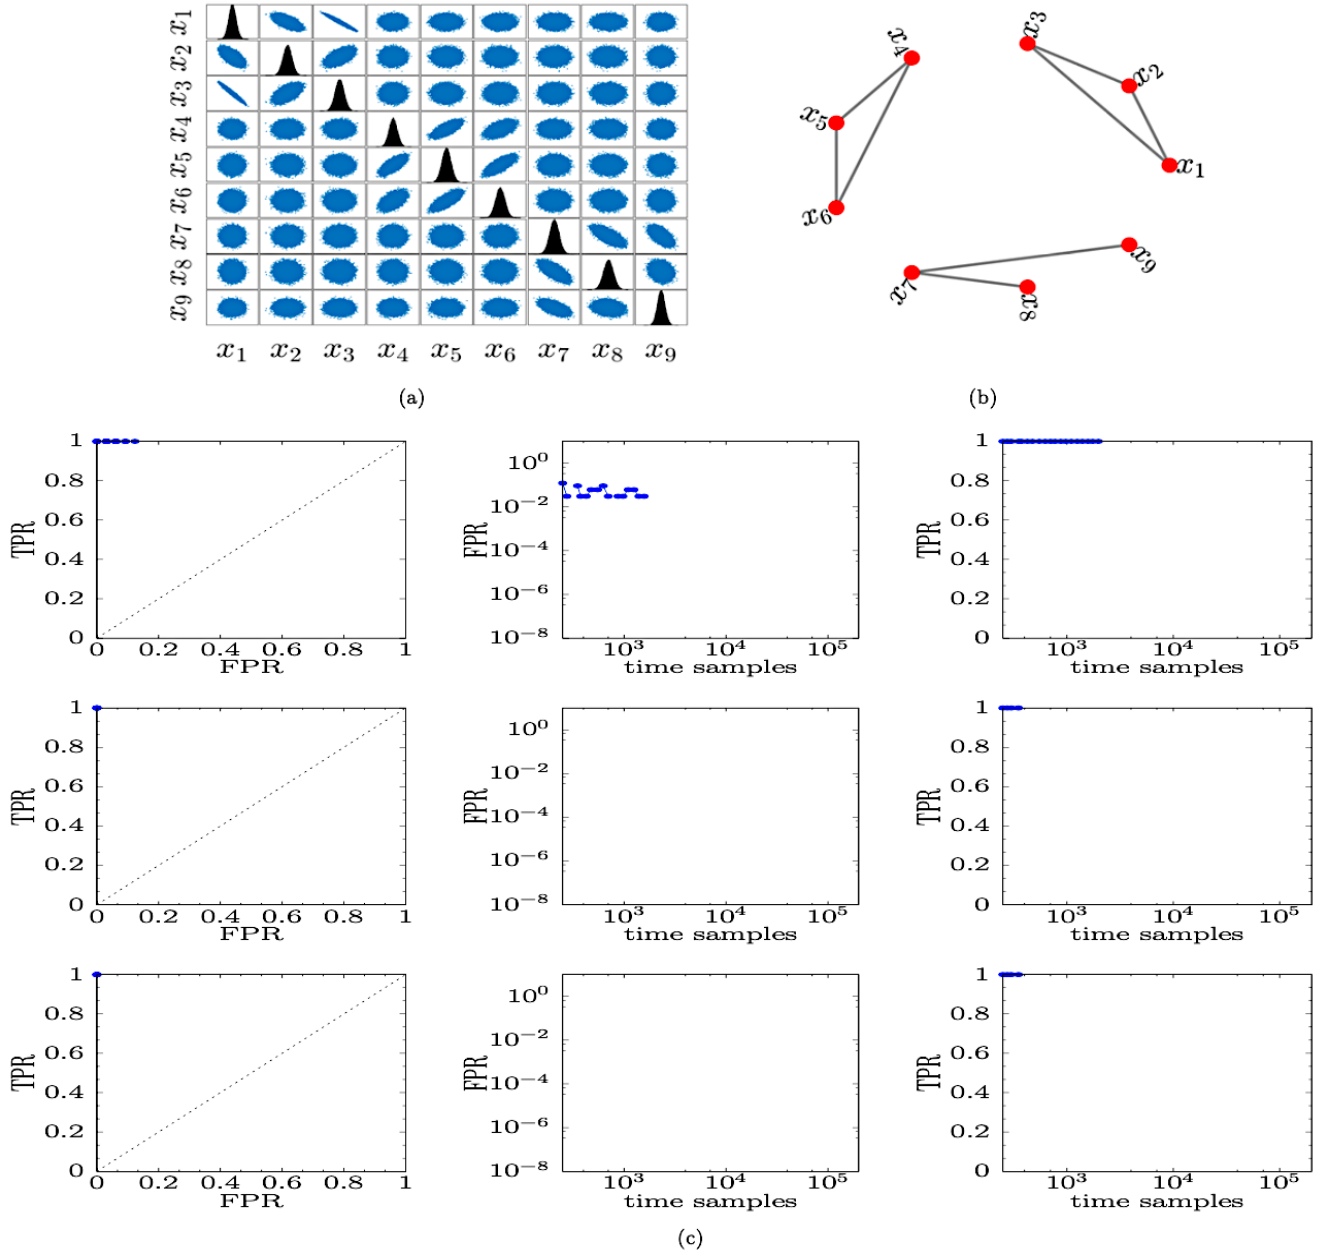 x1
x2
x3
x4
x5
x6
x7
x8
x9
x1 x2 x3 x4 x5 x6 x7 x8 x9
(a)
x3
x4
x2
x5
x1
x6
x9
x7
x8
(b)
TPR
1
0.8
0.6
0.4
0.2
0
0 0.2 0.4 0.6 0.8 1
FPR
FPR
10^0
10^-2
10^-4
10^-6
10^-8
10^3 10^4 10^5
time samples
TPR
1
0.8
0.6
0.4
0.2
0
10^3 10^4 10^5
time samples
TPR
1
0.8
0.6
0.4
0.2
0
0 0.2 0.4 0.6 0.8 1
FPR
FPR
10^0
10^-2
10^-4
10^-6
10^-8
10^3 10^4 10^5
time samples
TPR
1
0.8
0.6
0.4
0.2
0
10^3 10^4 10^5
time samples
TPR
1
0.8
0.6
0.4
0.2
0
0 0.2 0.4 0.6 0.8 1
FPR
FPR
10^0
10^-2
10^-4
10^-6
10^-8
10^3 10^4 10^5
time samples
TPR
1
0.8
0.6
0.4
0.2
0
10^3 10^4 10^5
time samples
(c)